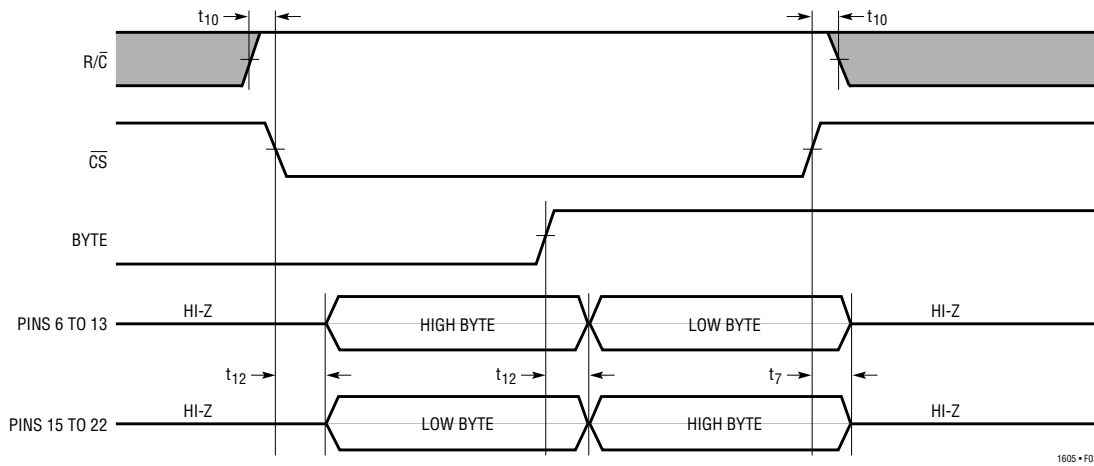 t10 t10
R/C̅
C̅S̅
BYTE
PINS 6 TO 13 HI-Z HIGH BYTE LOW BYTE HI-Z
t12 t12 t7
PINS 15 TO 22 HI-Z LOW BYTE HIGH BYTE HI-Z